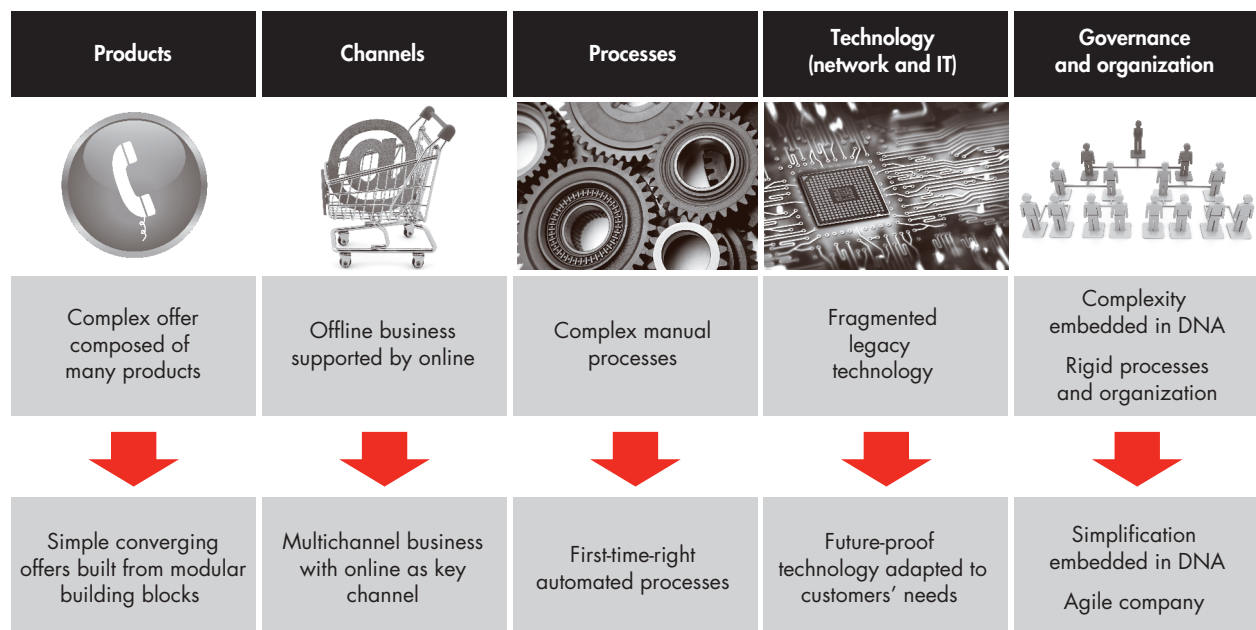 Products
Channels
Processes
Technology
(network and IT)
Governance
and organization
@
Complex offer
composed of
many products
Offline business
supported by online
Complex manual
processes
Fragmented
legacy
technology
Complexity
embedded in DNA
Rigid processes
and organization
Simple converging
offers built from modular
building blocks
Multichannel business
with online as key
channel
First-time-right
automated processes
Future-proof
technology adapted to
customers’ needs
Simplification
embedded in DNA
Agile company